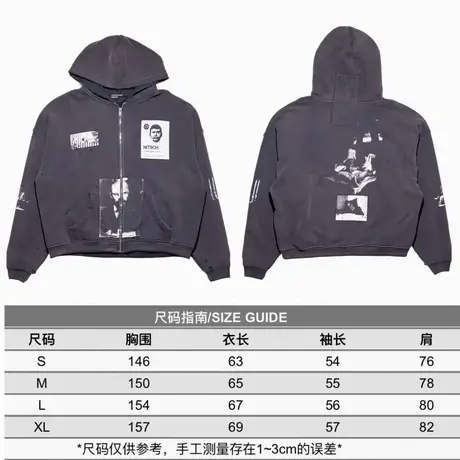 NITSCH
尺码指南/SIZE GUIDE
尺码 胸围 衣长 袖长 肩
S 146 63 54 76
M 150 65 55 78
L 154 67 56 80
XL 157 69 57 82
*尺码仅供参考，手工测量存在1~3cm的误差*